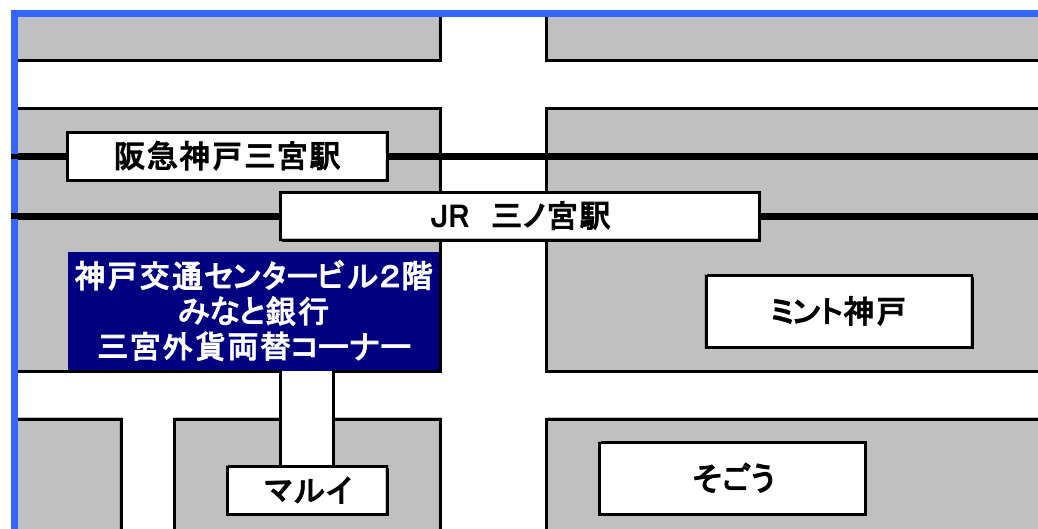 阪急神戸三宮駅
JR 三ノ宮駅
神戸交通センタービル2階
みなと銀行
三宮外貨両替コーナー
ミント神戸
マルイ
そごう